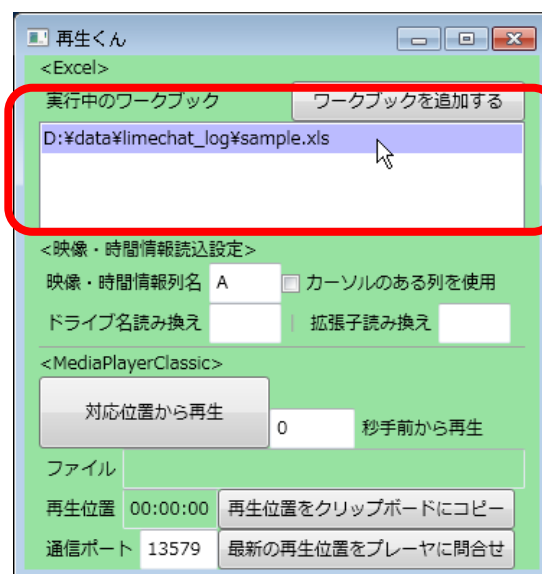 再生くん
<Excel>
実行中のワークブック ワークブックを追加する
D:¥data¥limechat_log¥sample.xls
<映像・時間情報読込設定>
映像・時間情報列名 A カーソルのある列を使用
ドライブ名読み換え | 拡張子読み換え
<MediaPlayerClassic>
対応位置から再生 0 秒手前から再生
ファイル
再生位置 00:00:00 再生位置をクリップボードにコピー
通信ポート 13579 最新の再生位置をプレーヤに問合せ